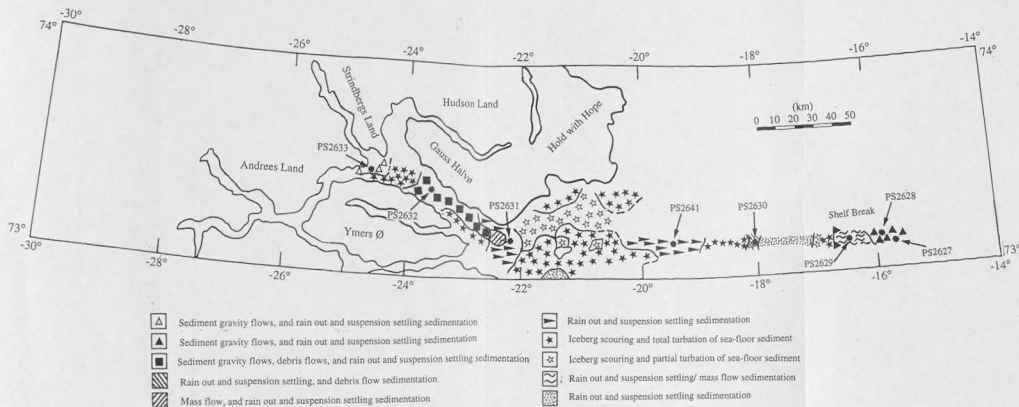 -30° -28° -26° -24° -22° -20° -18° -16° -14°
74° 74°
(km)
0 10 20 30 40 50
Strindbergs Land
Hudson Land
Hold with Hope
Gauss Halvø
Andrees Land
Ymers Ø
PS2633
PS2632
PS2631
PS2641
PS2630
Shelf Break
PS2628
PS2629
PS2627
73° 73°
-30° -28° -26° -24° -22° -20° -18° -16° -14°
Sediment gravity flows, and rain out and suspension settling sedimentation
Sediment gravity flows, and rain out and suspension settling sedimentation
Sediment gravity flows, debris flows, and rain out and suspension settling sedimentation
Rain out and suspension settling, and debris flow sedimentation
Mass flow, and rain out and suspension settling sedimentation
Rain out and suspension settling sedimentation
Iceberg scouring and total turbation of sea-floor sediment
Iceberg scouring and partial turbation of sea-floor sediment
Rain out and suspension settling/ mass flow sedimentation
Rain out and suspension settling sedimentation